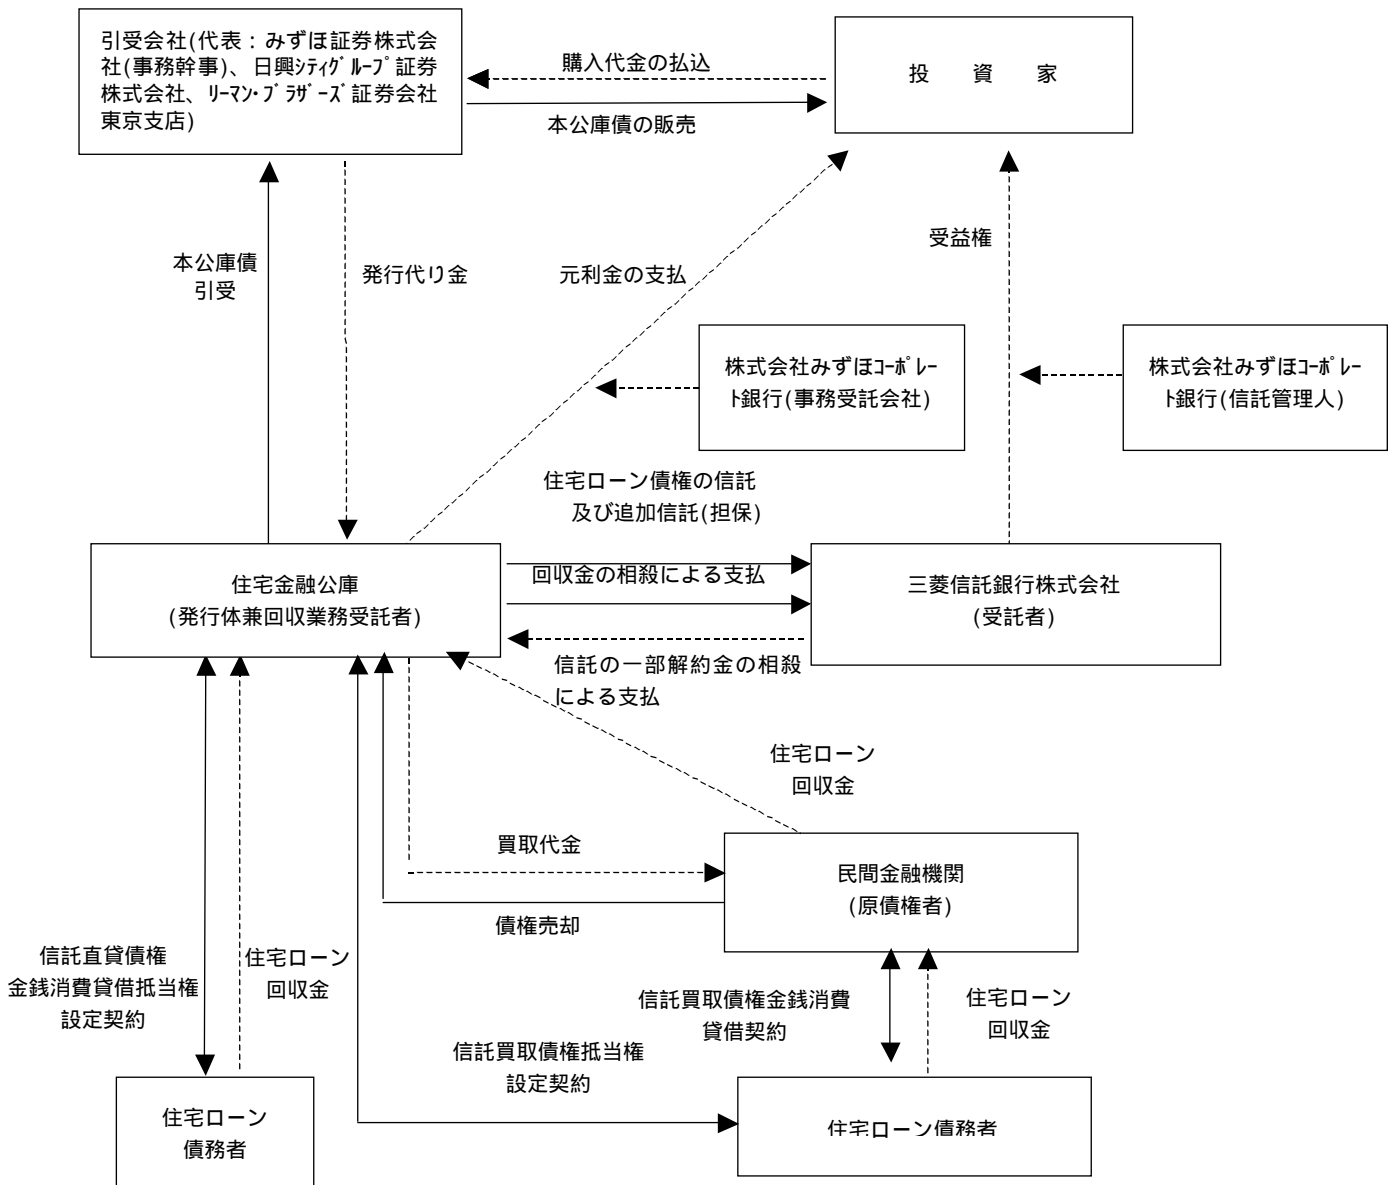 引受会社(代表：みずほ証券株式会
社(事務幹事)、日興ｼﾃｨｸﾞﾙｰﾌﾟ証券
株式会社、ﾘｰﾏﾝ･ﾌﾞﾗｻﾞｰｽﾞ証券会社
東京支店)
購入代金の払込
本公庫債の販売
投　資　家
本公庫債
引受
発行代り金
元利金の支払
受益権
株式会社みずほｺｰﾎﾟﾚｰ
ﾄ銀行(事務受託会社)
株式会社みずほｺｰﾎﾟﾚｰ
ﾄ銀行(信託管理人)
住宅ローン債権の信託
及び追加信託(担保)
住宅金融公庫
(発行体兼回収業務受託者)
回収金の相殺による支払
三菱信託銀行株式会社
(受託者)
信託の一部解約金の相殺
による支払
住宅ローン
回収金
買取代金
民間金融機関
(原債権者)
債権売却
信託直貸債権
金銭消費貸借抵当権
設定契約
住宅ローン
回収金
信託買取債権金銭消費
貸借契約
住宅ローン
回収金
信託買取債権抵当権
設定契約
住宅ローン
債務者
住宅ローン債務者